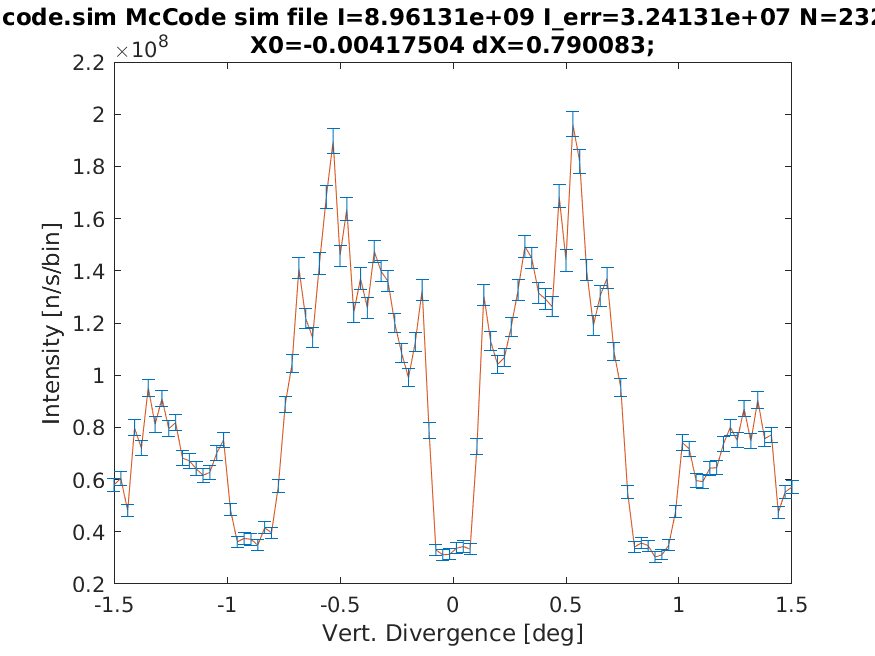 code.sim McCode sim file I=8.96131e+09 I_err=3.24131e+07 N=232
X0=-0.00417504 dX=0.790083;
×10⁸
2.2
2
1.8
1.6
1.4
1.2
1
0.8
0.6
0.4
0.2
Intensity [n/s/bin]
-1.5 -1 -0.5 0 0.5 1 1.5
Vert. Divergence [deg]